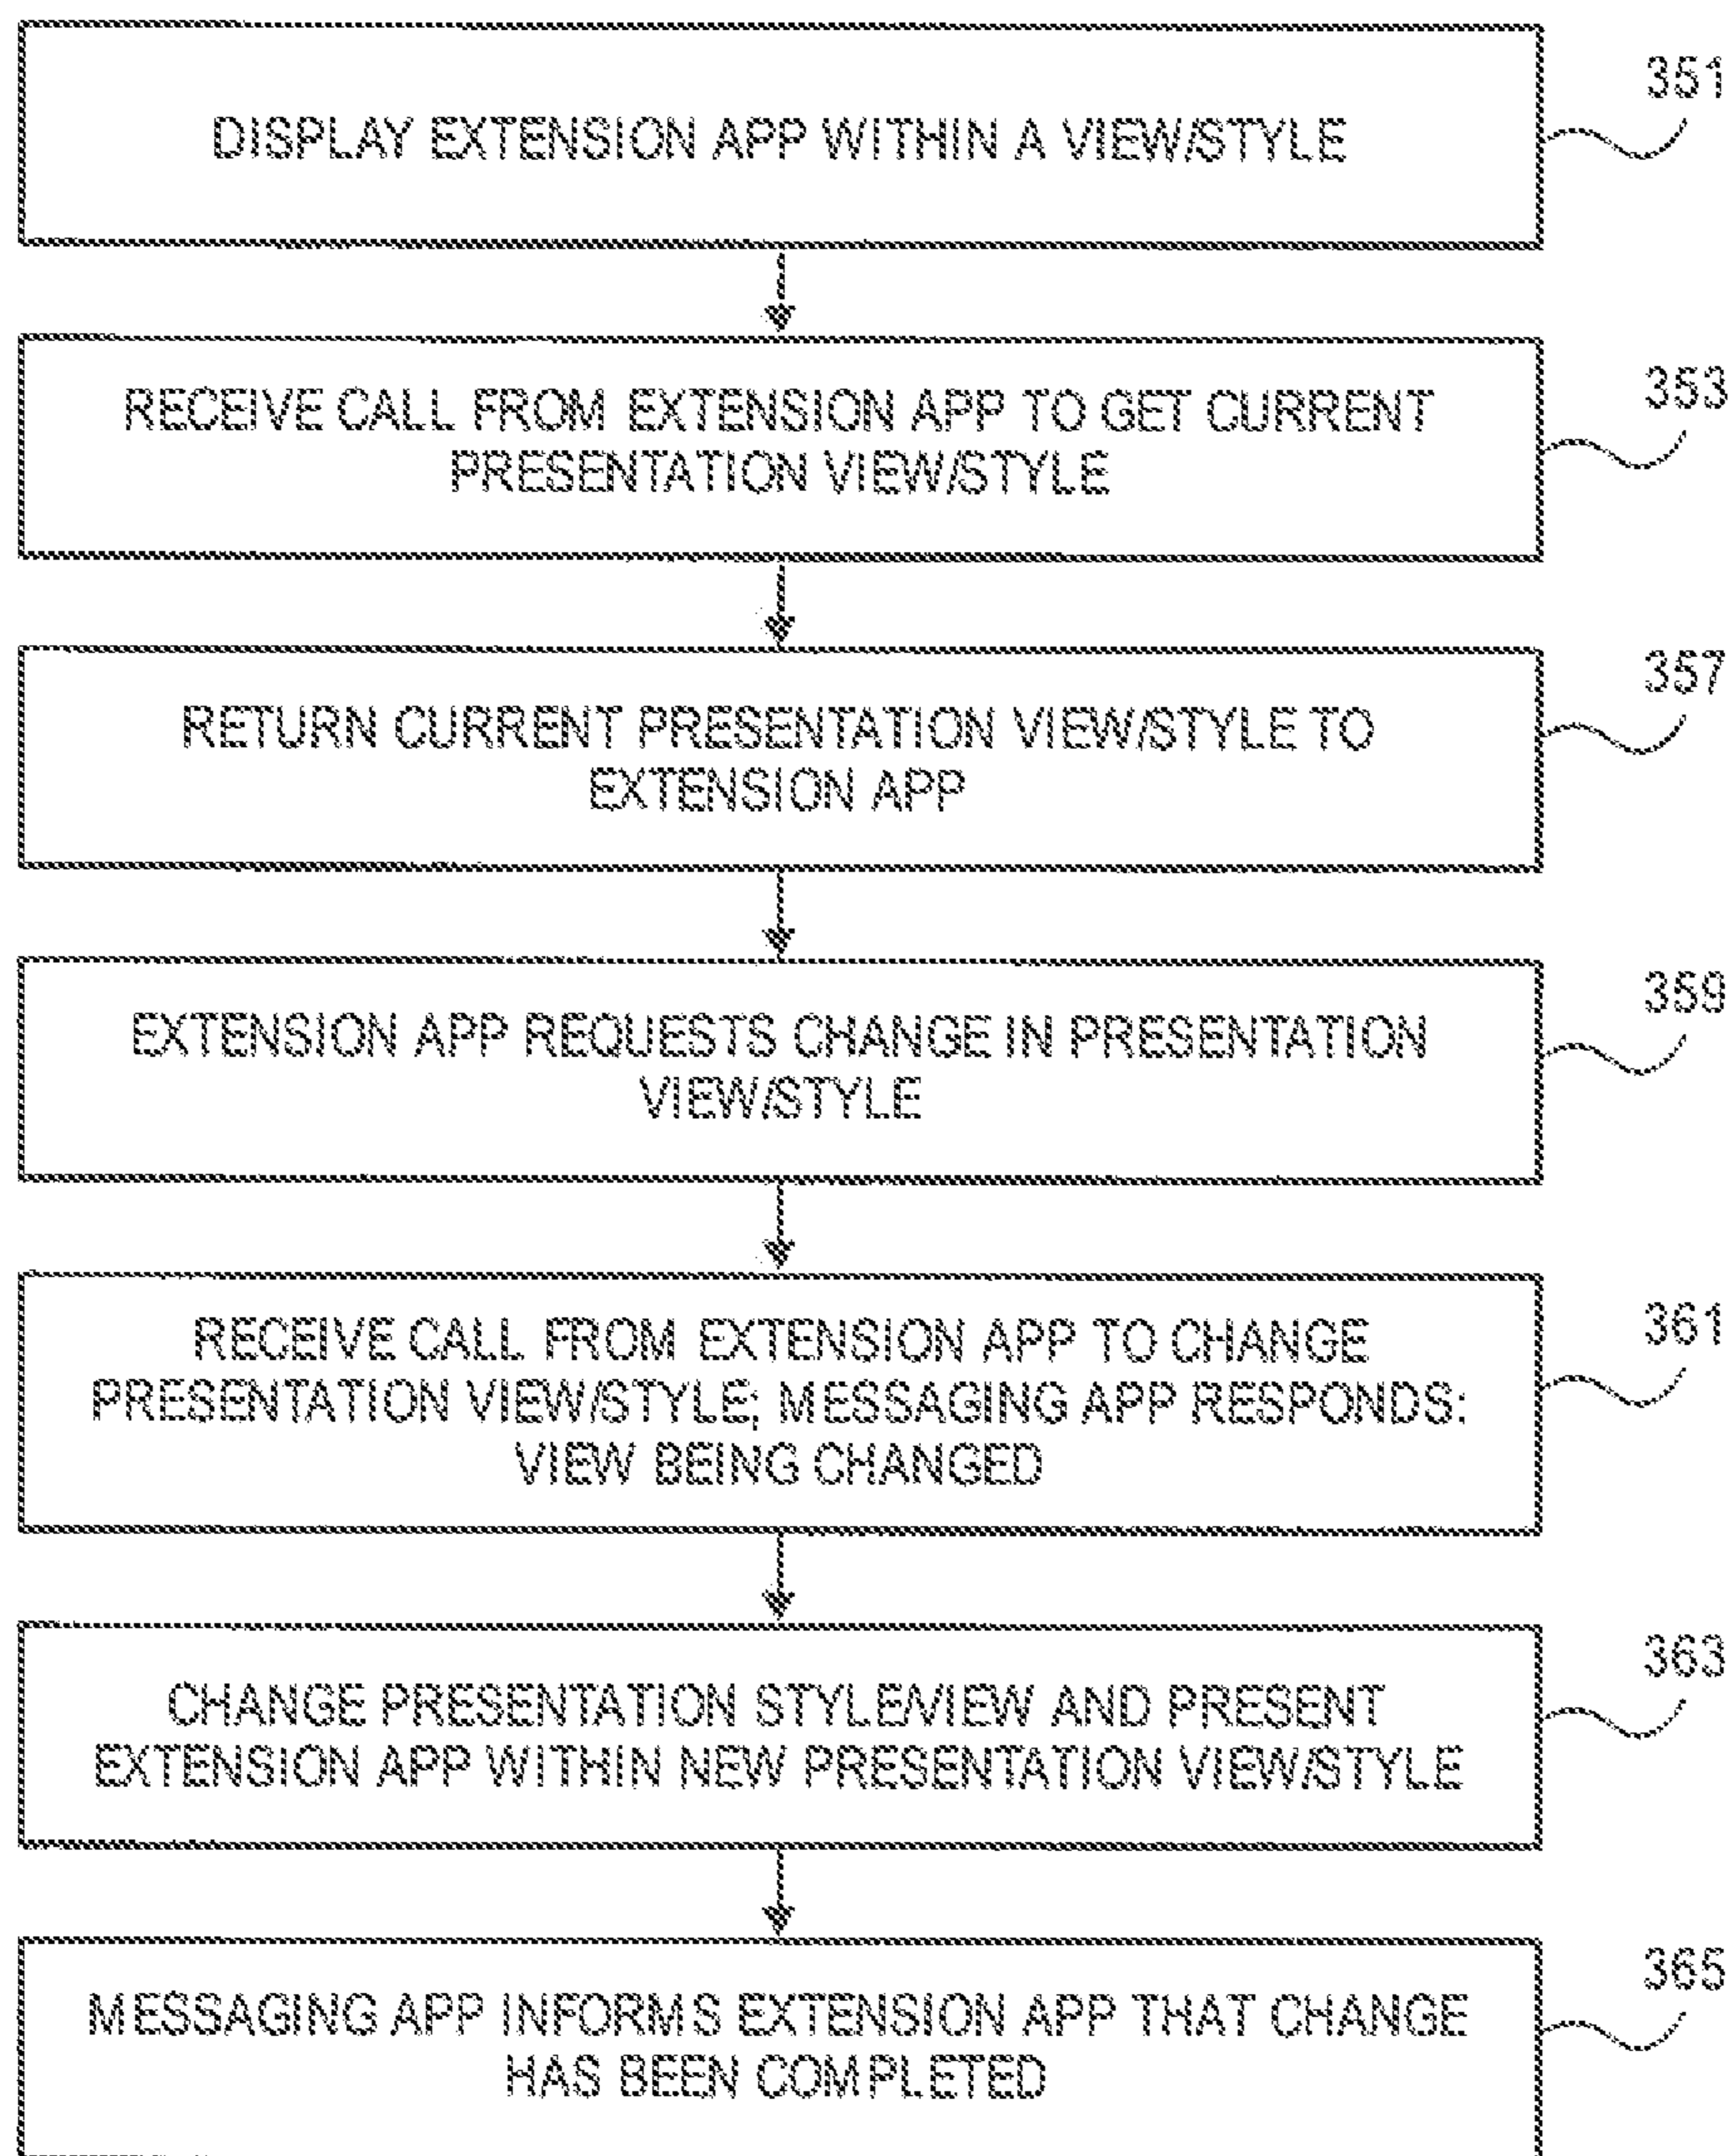 DISPLAY EXTENSION APP WITHIN A VIEW/STYLE
351
RECEIVE CALL FROM EXTENSION APP TO GET CURRENT
PRESENTATION VIEW/STYLE
353
RETURN CURRENT PRESENTATION VIEW/STYLE TO
EXTENSION APP
357
EXTENSION APP REQUESTS CHANGE IN PRESENTATION
VIEW/STYLE
359
RECEIVE CALL FROM EXTENSION APP TO CHANGE
PRESENTATION VIEW/STYLE; MESSAGING APP RESPONDS:
VIEW BEING CHANGED
361
CHANGE PRESENTATION STYLE/VIEW AND PRESENT
EXTENSION APP WITHIN NEW PRESENTATION VIEW/STYLE
363
MESSAGING APP INFORMS EXTENSION APP THAT CHANGE
HAS BEEN COMPLETED
365